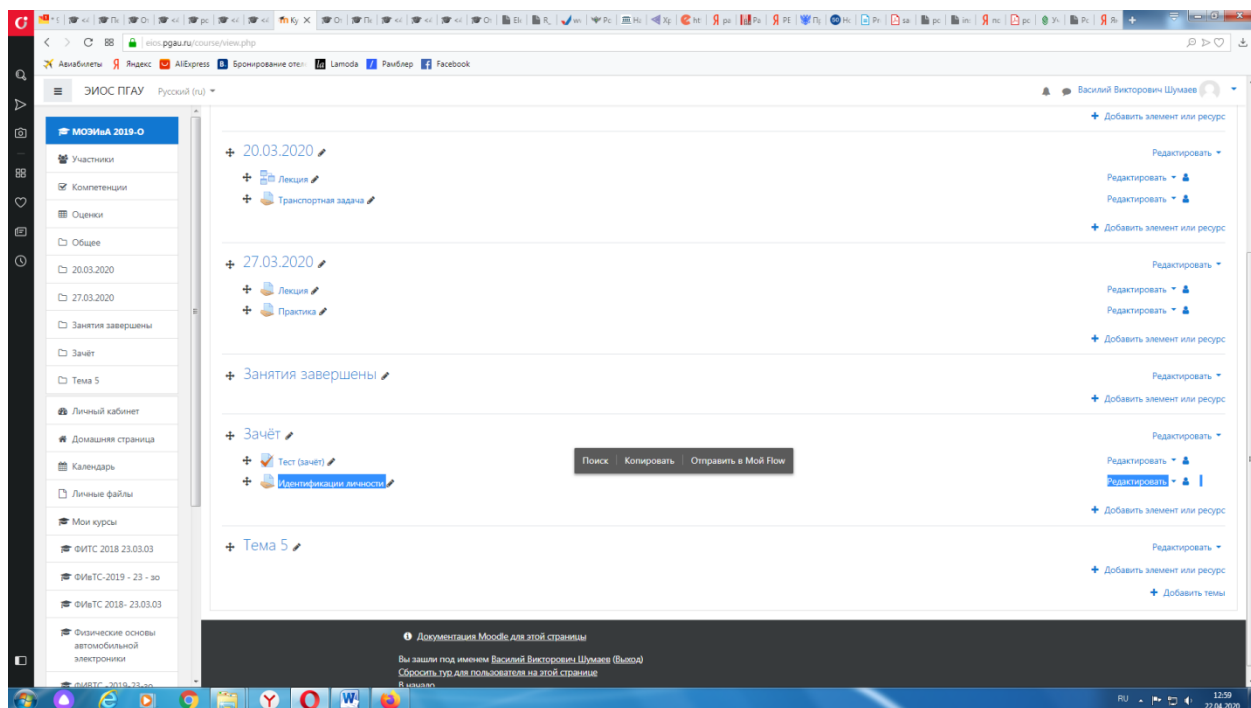 eios.pgau.ru/course/view.php
Авиабилеты Яндекс AliExpress Бронирование отел Lamoda Рамблер Facebook
ЭИОС ПГАУ Русский (ru) Василий Викторович Шумаев
Добавить элемент или ресурс
МОЭИвА 2019-О
Участники
Компетенции
Оценки
Общее
20.03.2020
27.03.2020
Занятия завершены
Зачёт
Тема 5
Личный кабинет
Домашняя страница
Календарь
Личные файлы
Мои курсы
ФИТС 2018 23.03.03
ФИвТС-2019 - 23 - зо
ФИвТС 2018- 23.03.03
Физические основы
автомобильной
электроники
20.03.2020 Редактировать
Лекция Редактировать
Транспортная задача Редактировать
Добавить элемент или ресурс
27.03.2020 Редактировать
Лекция Редактировать
Практика Редактировать
Добавить элемент или ресурс
Занятия завершены Редактировать
Добавить элемент или ресурс
Зачёт Редактировать
Поиск Копировать Отправить в Мой Flow
Тест (зачёт) Редактировать
Идентификации личности Редактировать
Добавить элемент или ресурс
Тема 5 Редактировать
Добавить элемент или ресурс
Добавить темы
Документация Moodle для этой страницы
Вы зашли под именем Василий Викторович Шумаев (Выход)
Сбросить тур для пользователя на этой странице
В начало
RU 12:59
22.04.2020